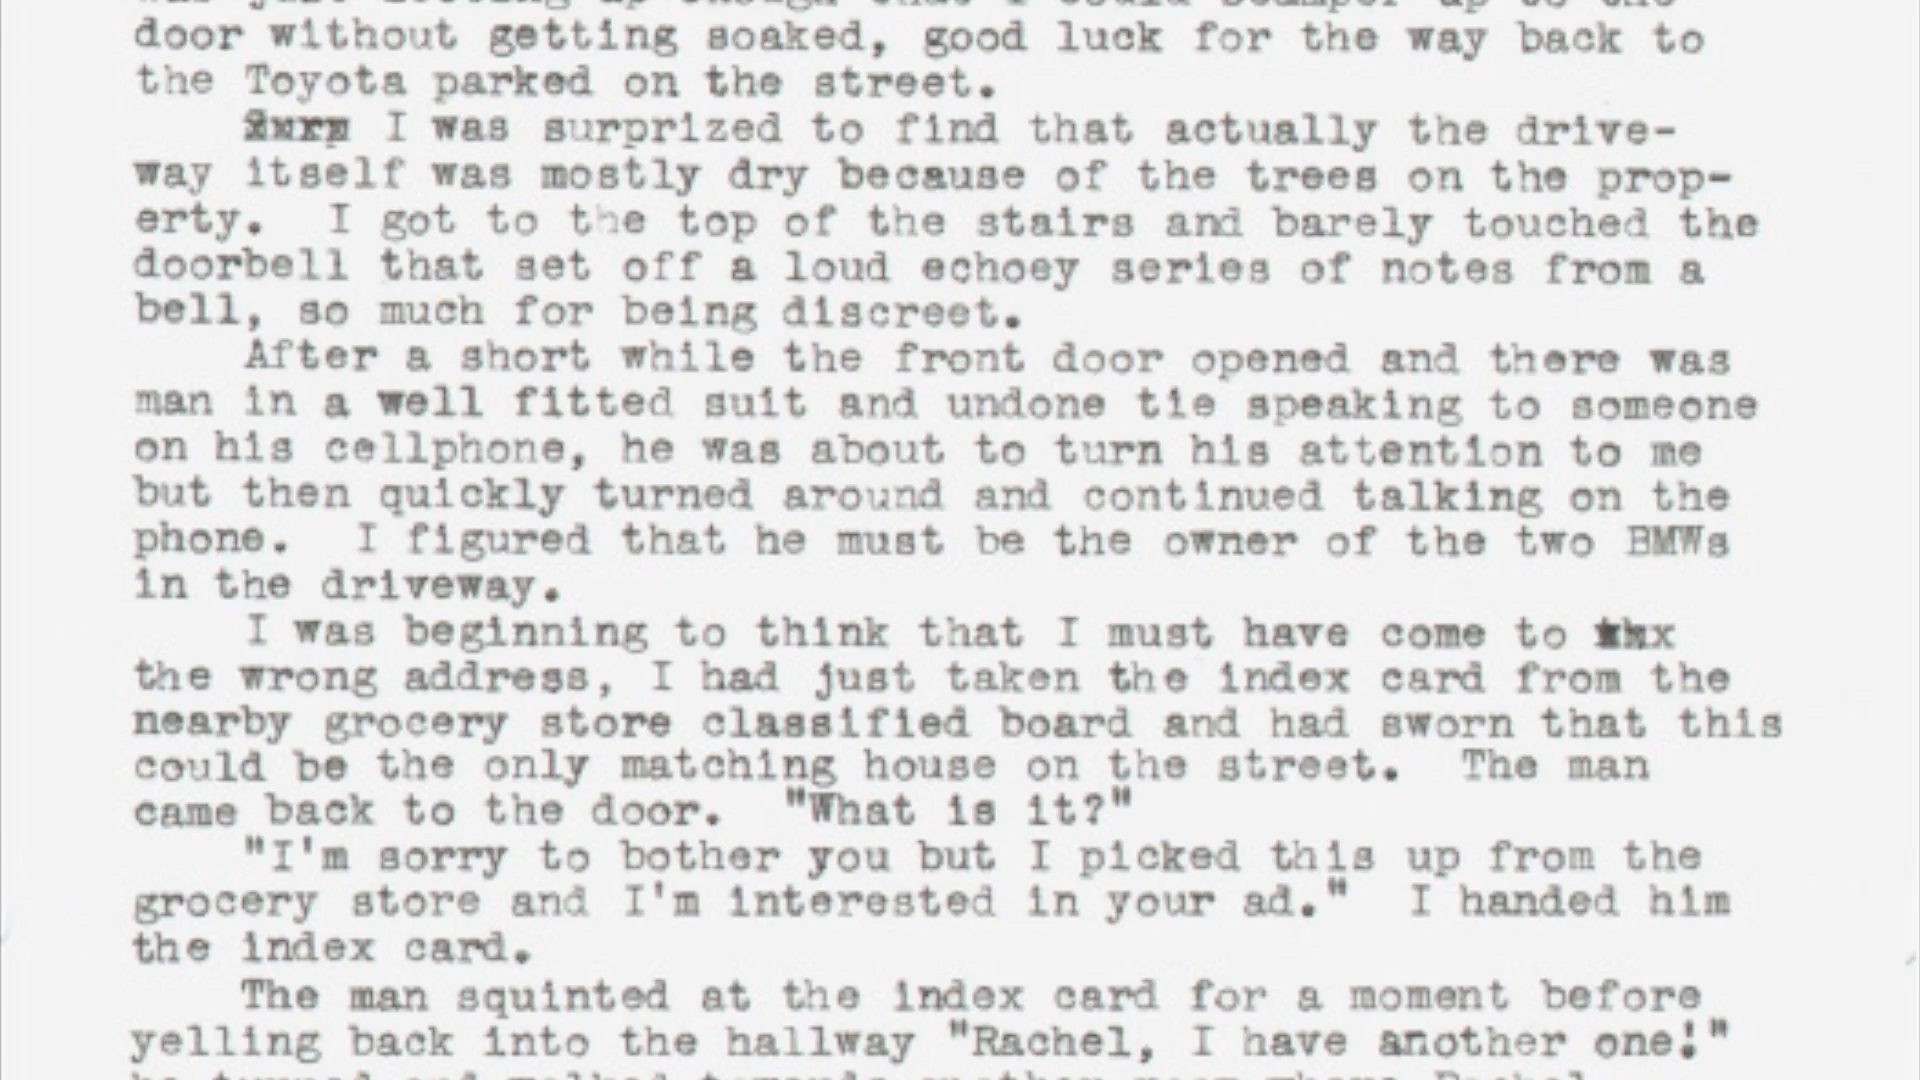 door without getting soaked, good luck for the way back to
the Toyota parked on the street.
I was surprized to find that actually the drive-
way itself was mostly dry because of the trees on the prop-
erty.  I got to the top of the stairs and barely touched the
doorbell that set off a loud echoey series of notes from a
bell, so much for being discreet.
After a short while the front door opened and there was
man in a well fitted suit and undone tie speaking to someone
on his cellphone, he was about to turn his attention to me
but then quickly turned around and continued talking on the
phone.  I figured that he must be the owner of the two BMWs
in the driveway.
I was beginning to think that I must have come to
the wrong address, I had just taken the index card from the
nearby grocery store classified board and had sworn that this
could be the only matching house on the street.  The man
came back to the door.  "What is it?"
"I'm sorry to bother you but I picked this up from the
grocery store and I'm interested in your ad."  I handed him
the index card.
The man squinted at the index card for a moment before
yelling back into the hallway "Rachel, I have another one!"